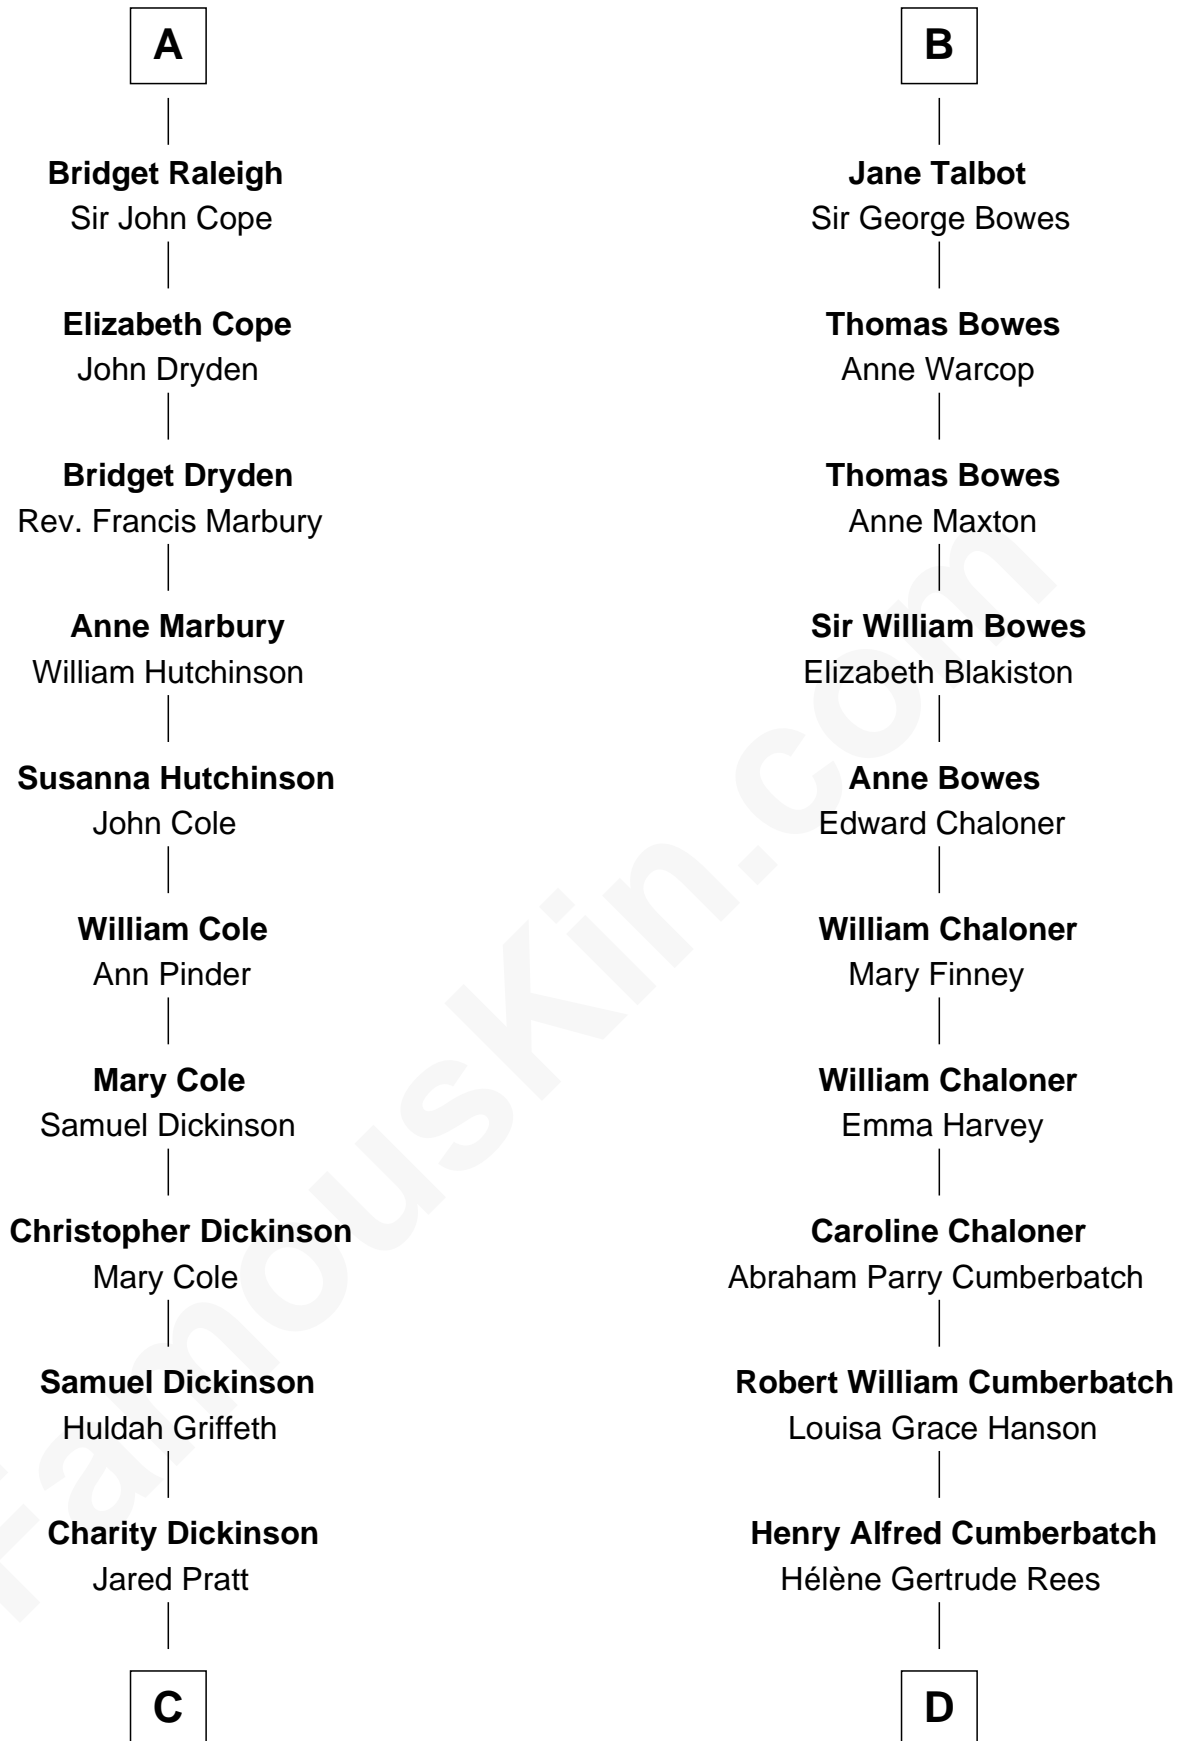 A
Bridget Raleigh
Sir John Cope
Elizabeth Cope
John Dryden
Bridget Dryden
Rev. Francis Marbury
Anne Marbury
William Hutchinson
Susanna Hutchinson
John Cole
William Cole
Ann Pinder
Mary Cole
Samuel Dickinson
Christopher Dickinson
Mary Cole
Samuel Dickinson
Huldah Griffeth
Charity Dickinson
Jared Pratt
C
B
Jane Talbot
Sir George Bowes
Thomas Bowes
Anne Warcop
Thomas Bowes
Anne Maxton
Sir William Bowes
Elizabeth Blakiston
Anne Bowes
Edward Chaloner
William Chaloner
Mary Finney
William Chaloner
Emma Harvey
Caroline Chaloner
Abraham Parry Cumberbatch
Robert William Cumberbatch
Louisa Grace Hanson
Henry Alfred Cumberbatch
Hélène Gertrude Rees
D
FamousKin.com